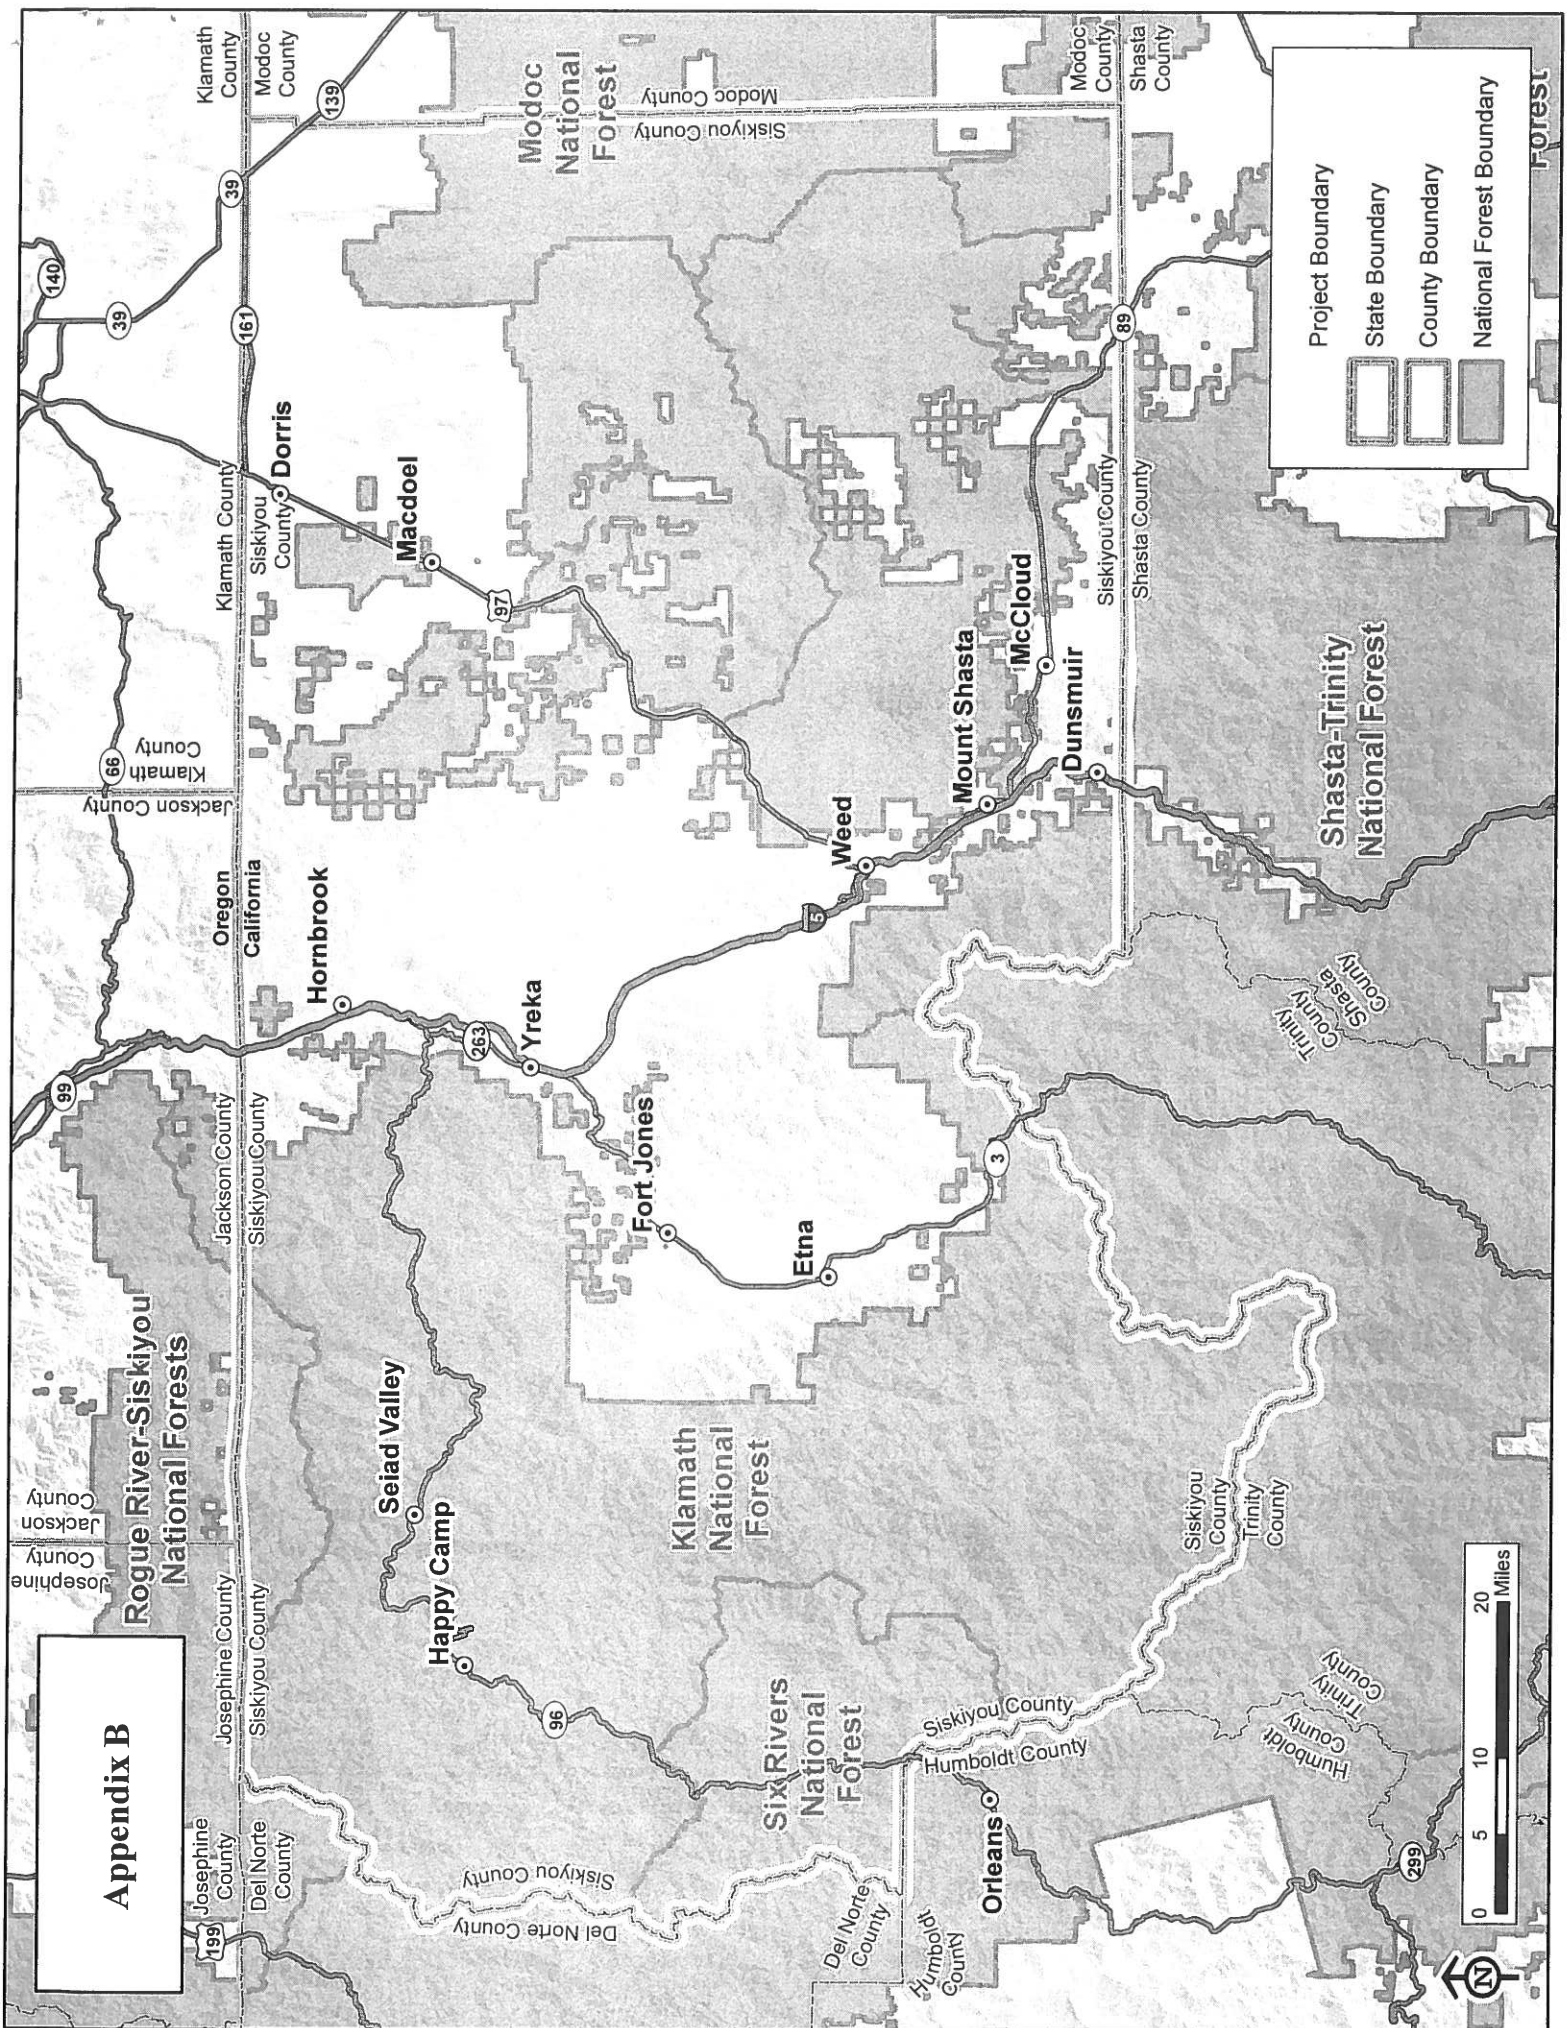 Appendix B
Josephine
County
Jackson
County
Rogue River-Siskiyou
National Forests
99
66
Jackson County
Klamath
County
140
39
39
Klamath
County
Modoc
County
199
Josephine
County
Del Norte
County
Josephine County
Siskiyou County
Jackson County
Siskiyou County
Oregon
California
Klamath County
Siskiyou
County
161
139
Dorris
Hornbrook
Seiad Valley
Happy Camp
Macdoel
263
Yreka
97
96
Modoc
National
Forest
Siskiyou County
Del Norte County
Siskiyou County
Modoc County
Fort Jones
Klamath
National
Forest
Etna
Six Rivers
National
Forest
Weed
5
Del Norte
County
Humboldt
County
Siskiyou County
Humboldt County
Orleans
3
Mount Shasta
McCloud
Dunsmuir
Siskiyou County
Shasta County
89
Modoc
County
Shasta
County
Siskiyou
County
Trinity
County
Humboldt
County
Trinity
County
Trinity
County
Shasta
County
Shasta-Trinity
National Forest
299
N
0
5
10
20
Miles
Project Boundary
State Boundary
County Boundary
National Forest Boundary
Forest